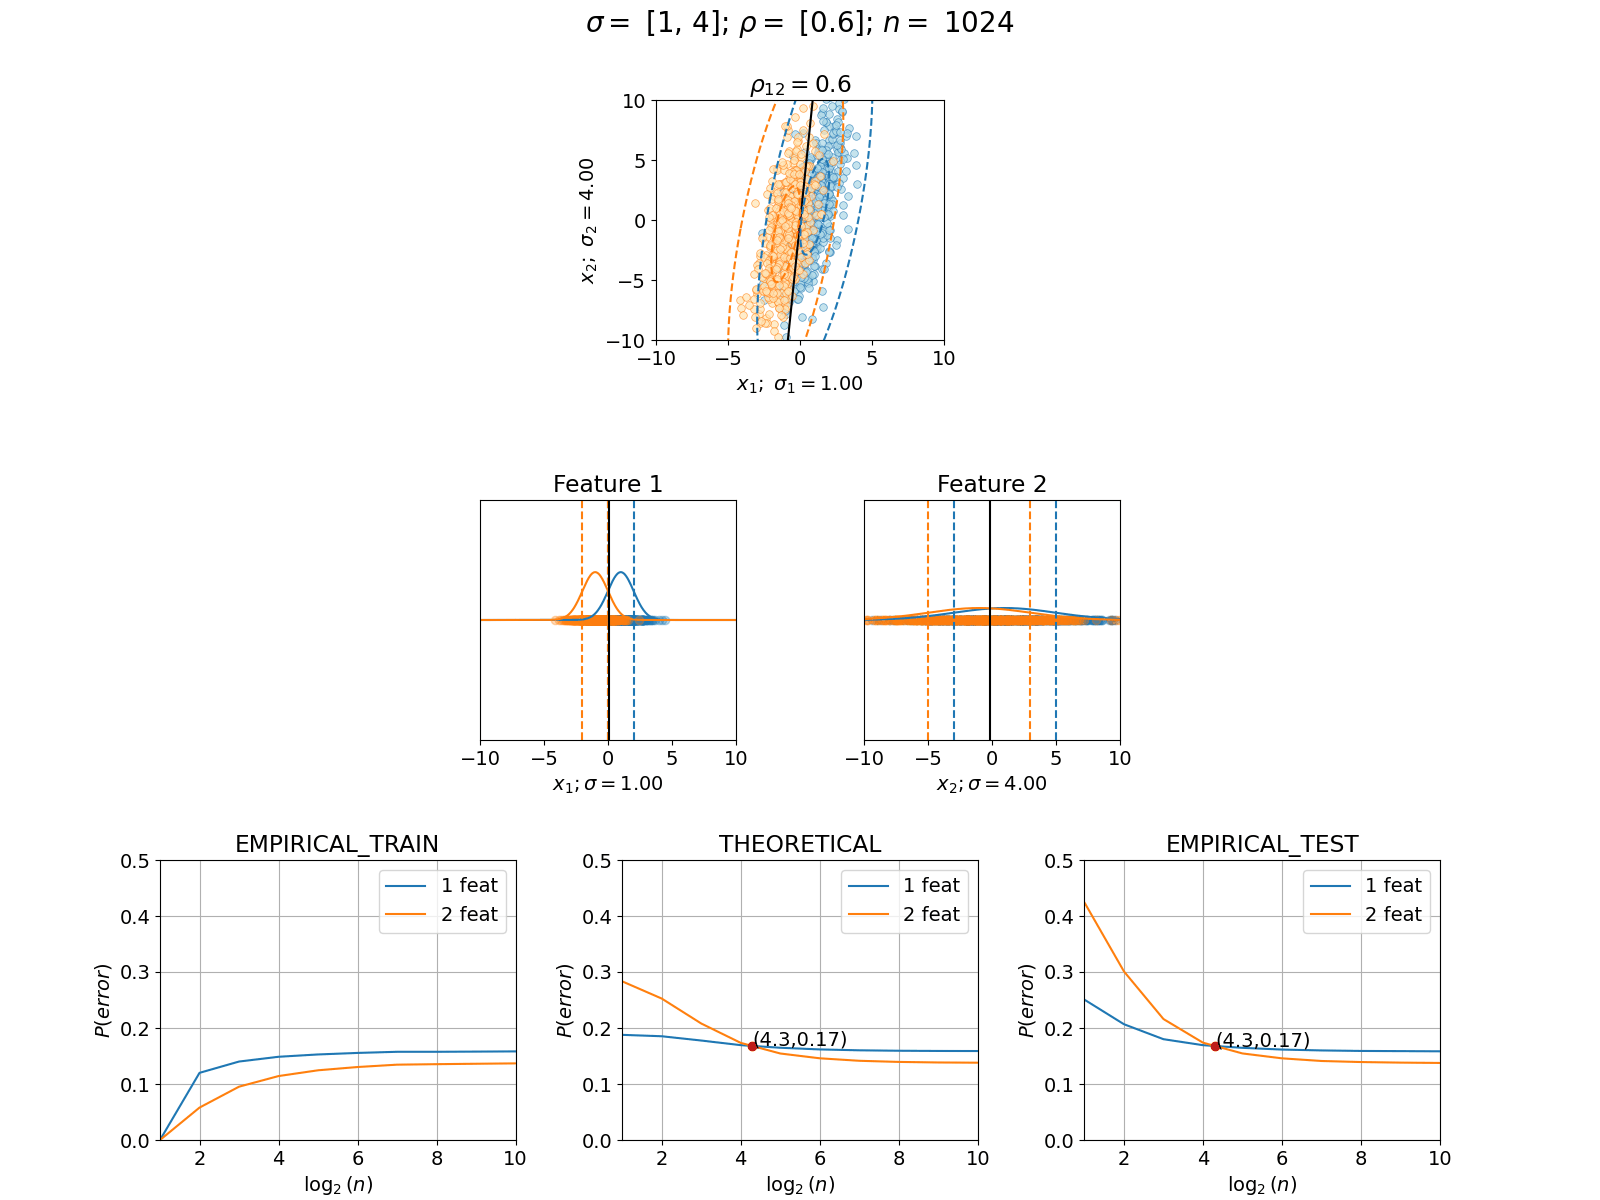 σ = [1, 4]; ρ = [0.6]; n = 1024
ρ₁₂ = 0.6
10
5
0
−5
−10
x₂; σ₂ = 4.00
−10 −5 0 5 10
x₁; σ₁ = 1.00
Feature 1
−10 −5 0 5 10
x₁; σ = 1.00
Feature 2
−10 −5 0 5 10
x₂; σ = 4.00
EMPIRICAL_TRAIN
1 feat
2 feat
0.5
0.4
0.3
0.2
0.1
0.0
P(error)
2 4 6 8 10
log₂(n)
THEORETICAL
1 feat
2 feat
(4.3,0.17)
0.5
0.4
0.3
0.2
0.1
0.0
P(error)
2 4 6 8 10
log₂(n)
EMPIRICAL_TEST
1 feat
2 feat
(4.3,0.17)
0.5
0.4
0.3
0.2
0.1
0.0
P(error)
2 4 6 8 10
log₂(n)